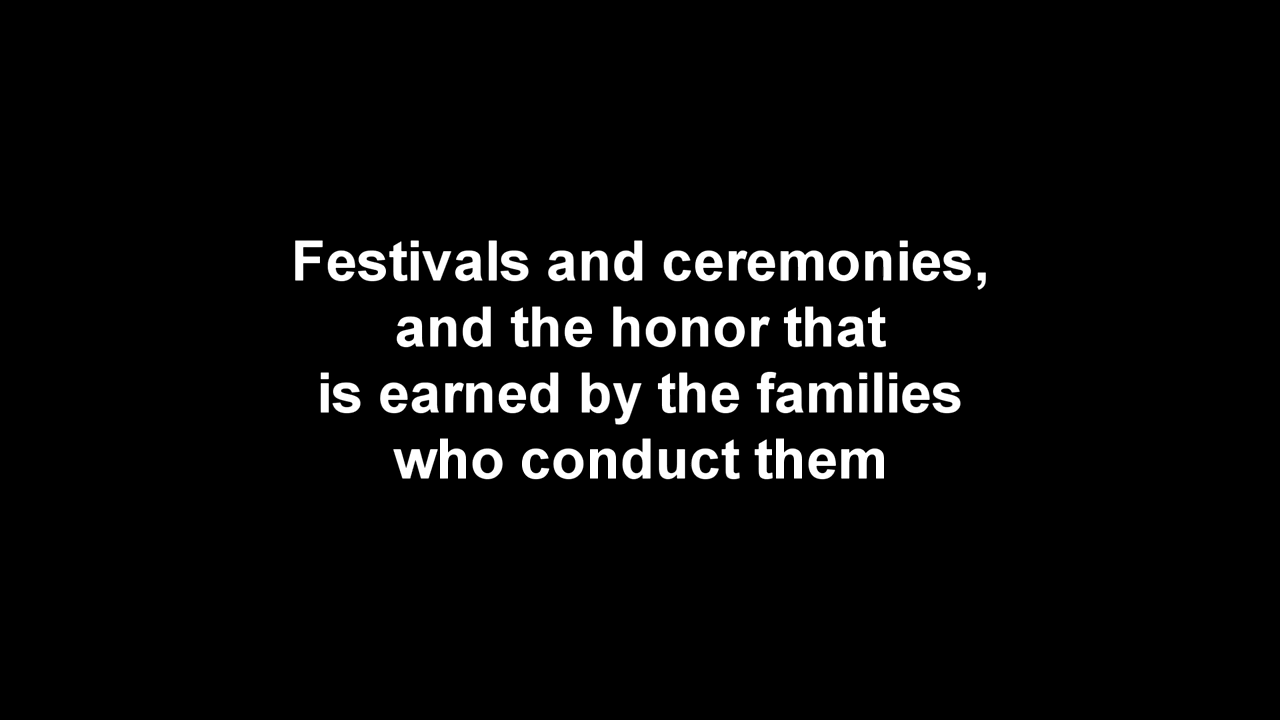 Festivals and ceremonies,
and the honor that
is earned by the families
who conduct them